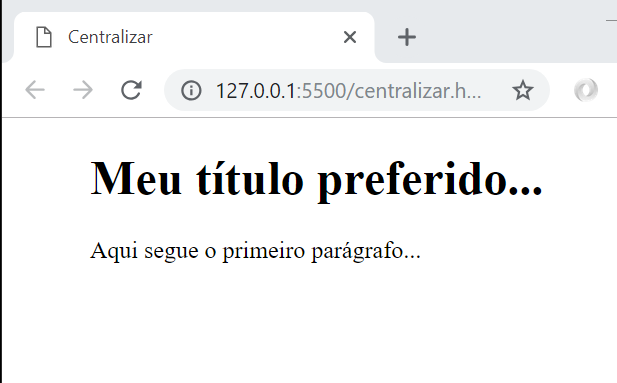 Centralizar
127.0.0.1:5500/centralizar.h...
Meu título preferido...
Aqui segue o primeiro parágrafo...